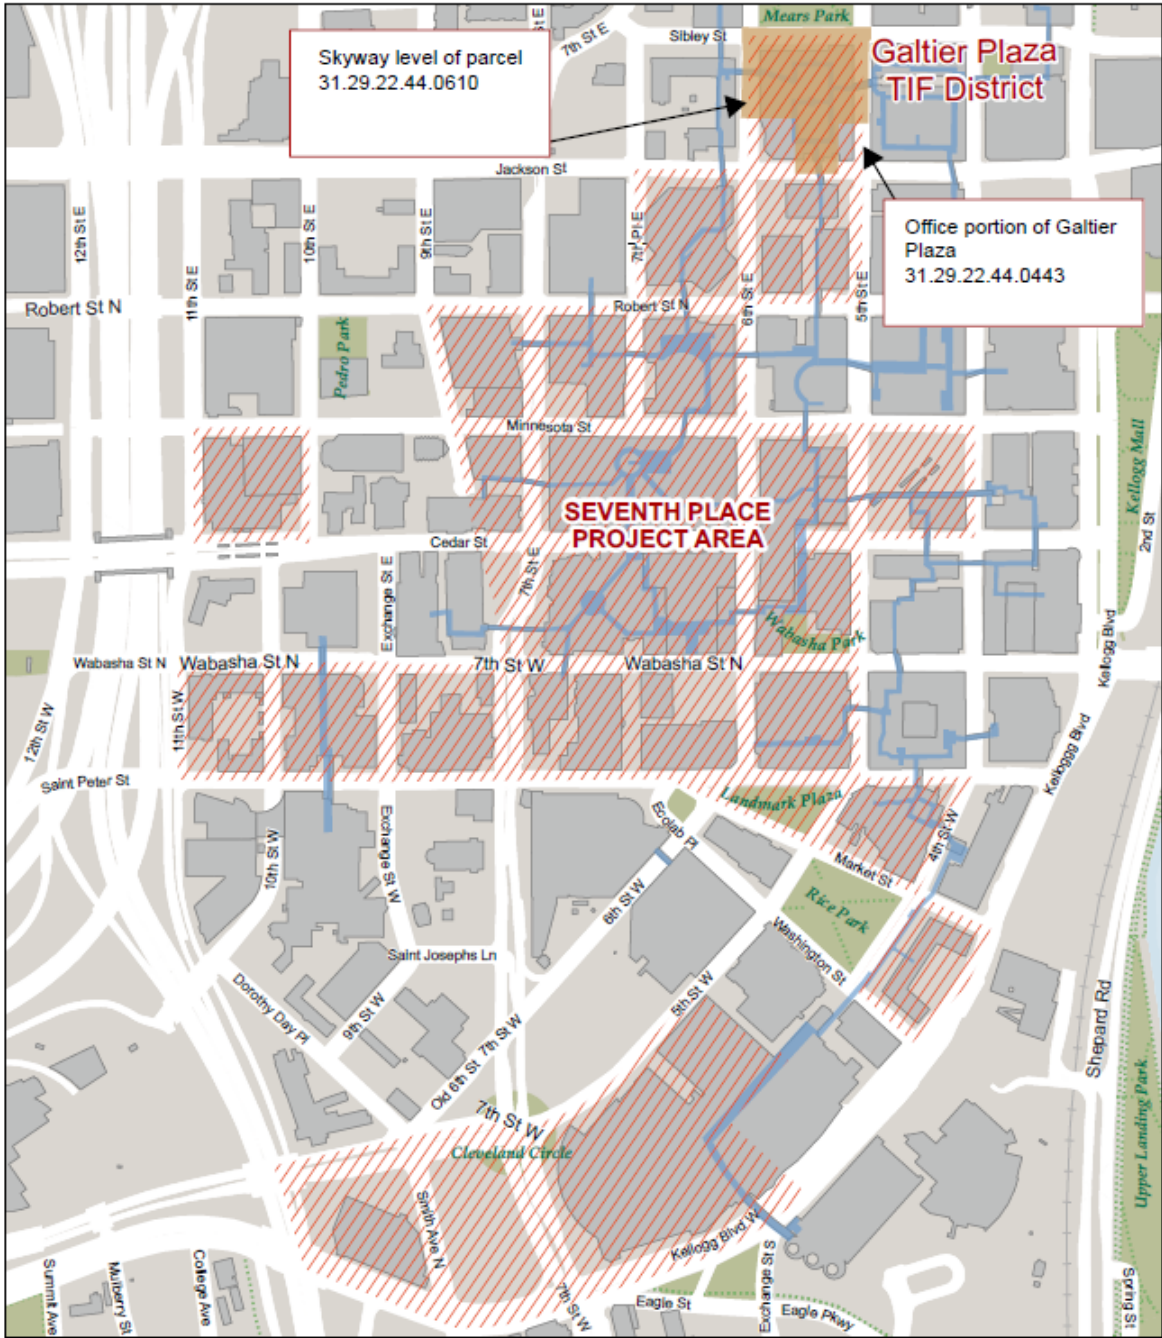 Mears Park
St E
7th St E
Sibley St
Skyway level of parcel
31.29.22.44.0610
Galtier Plaza
TIF District
Jackson St
Office portion of Galtier
Plaza
31.29.22.44.0443
12th St E
11th St E
10th St E
9th St E
7th Pl E
6th St E
5th St E
Robert St N
Robert St N
Pedro Park
Minnesota St
Kellogg Mall
2nd St
SEVENTH PLACE
PROJECT AREA
Cedar St
Exchange St E
7th St E
Wabasha Park
Kellogg Blvd
Wabasha St N
Wabasha St N
7th St W
Wabasha St N
12th St W
11th St W
Kelloggg Blvd
Saint Peter St
Landmark Plaza
Ecolab Pl
10th St W
Exchange St W
4th St W
Market St
6th St W
Rice Park
Washington St
Saint Josephs Ln
Dorothy Day Pl
9th St W
5th St W
Old 6th St
7th St W
Shepard Rd
7th St W
Cleveland Circle
Upper Landing Park
Smith Ave N
Kellogg Blvd W
Exchange St S
7th St W
Eagle St
Eagle Pkwy
Summit Ave
Mulberry St
College Ave
Spring St